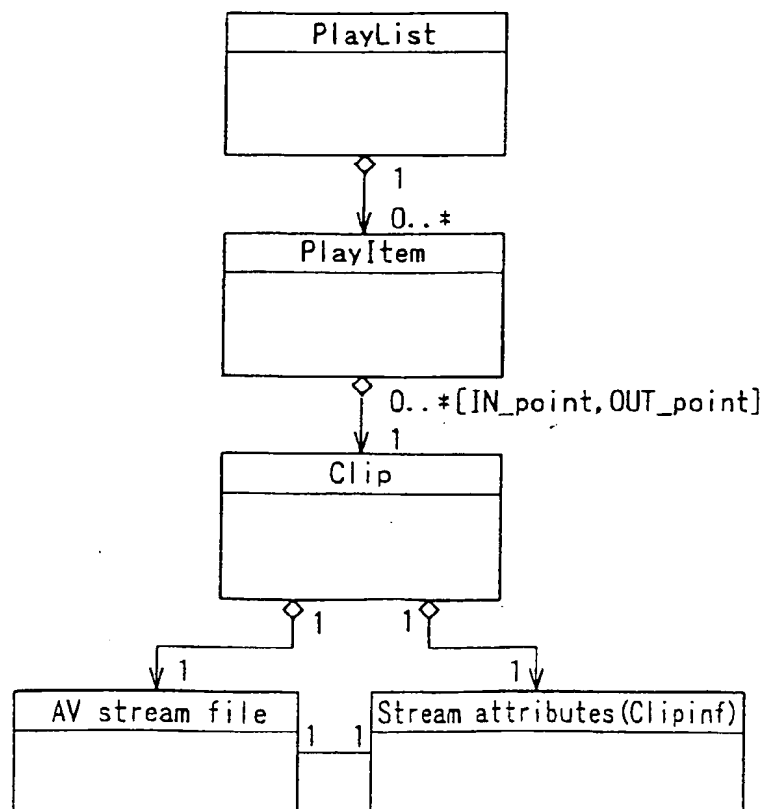 PlayList
1
0..*
PlayItem
0..*[IN_point,OUT_point]
1
Clip
1 1
1 1
AV stream file Stream attributes(Clipinf)
1 1